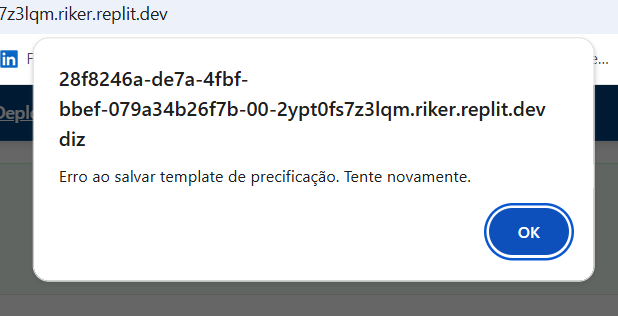 7z3lqm.riker.replit.dev
in F
e...
Deplo
28f8246a-de7a-4fbf-
bbef-079a34b26f7b-00-2ypt0fs7z3lqm.riker.replit.dev
diz
Erro ao salvar template de precificação. Tente novamente.
OK